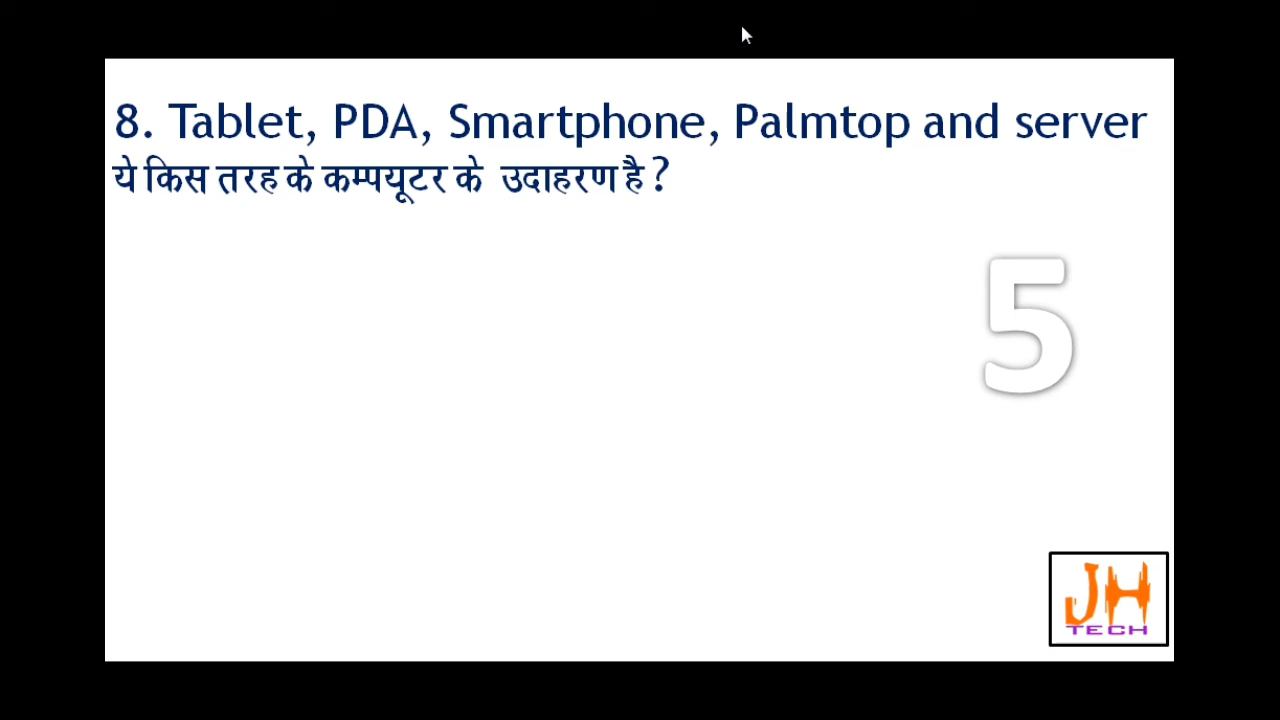 8. Tablet, PDA, Smartphone, Palmtop and server
ये किस तरह के कम्पयूटर के उदाहरण है ?
5
JH
TECH